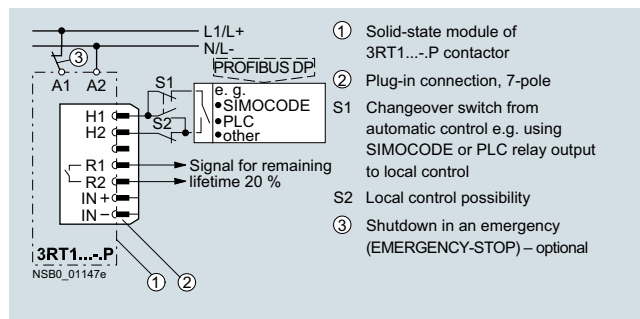 L1/L+
N/L-
③
PROFIBUS DP
A1 A2
S1
e. g.
●SIMOCODE
●PLC
●other
H1
H2
S2
R1
R2
Signal for remaining
lifetime 20 %
IN+
IN−
3RT1...-.P
NSB0_01147e
① ②
① Solid-state module of
3RT1...-.P contactor
② Plug-in connection, 7-pole
S1 Changeover switch from
automatic control e.g. using
SIMOCODE or PLC relay output
to local control
S2 Local control possibility
③ Shutdown in an emergency
(EMERGENCY-STOP) – optional